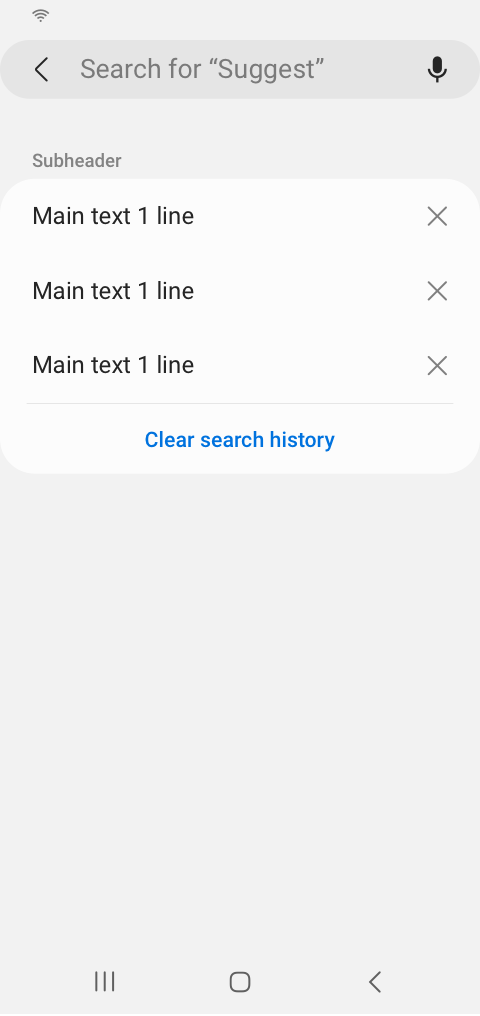 Search for “Suggest”
Subheader
Main text 1 line
Main text 1 line
Main text 1 line
Clear search history